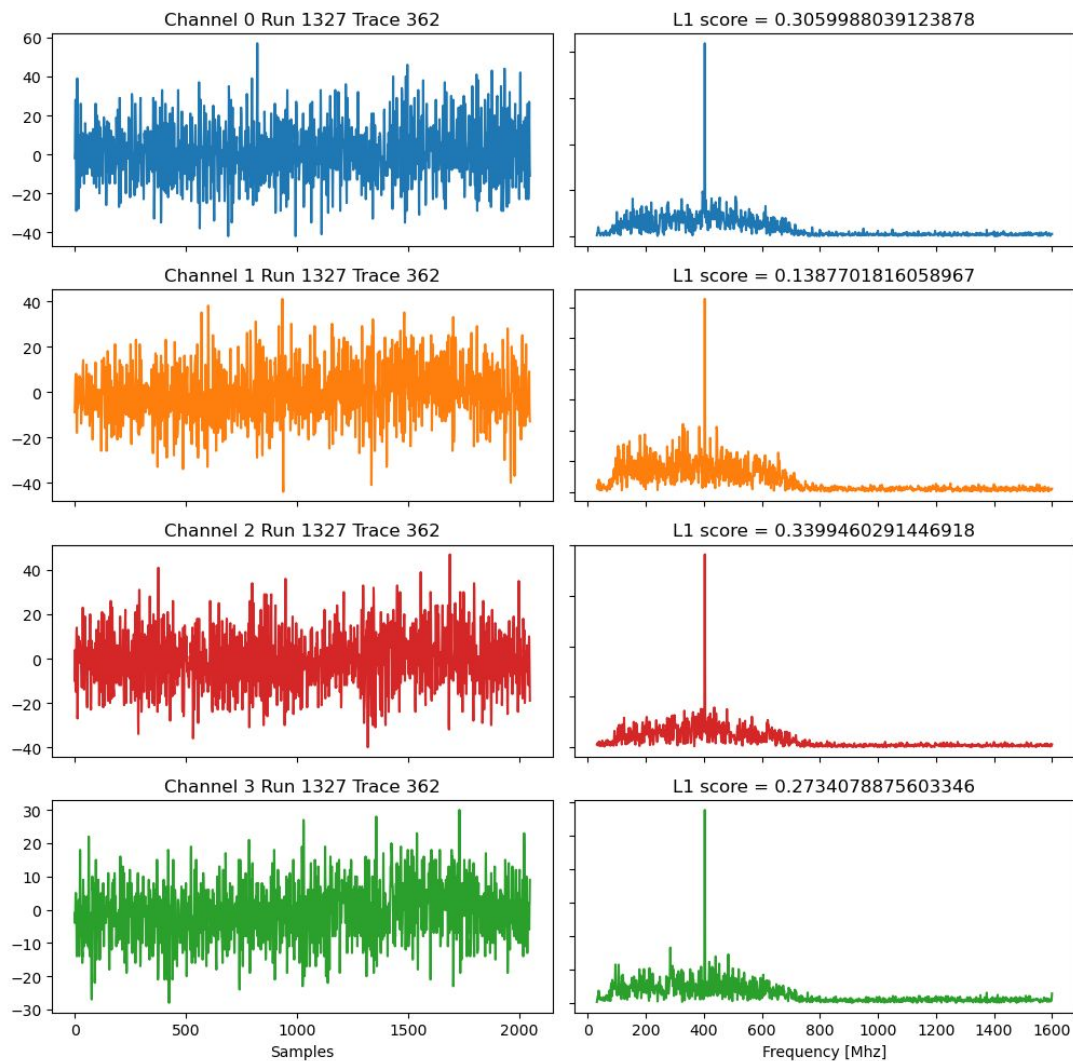 Channel 0 Run 1327 Trace 362
L1 score = 0.3059988039123878
60
40
20
0
−20
−40
Channel 1 Run 1327 Trace 362
L1 score = 0.1387701816058967
40
20
0
−20
−40
Channel 2 Run 1327 Trace 362
L1 score = 0.3399460291446918
40
20
0
−20
−40
Channel 3 Run 1327 Trace 362
L1 score = 0.2734078875603346
30
20
10
0
−10
−20
−30
0 500 1000 1500 2000
0 200 400 600 800 1000 1200 1400 1600
Samples
Frequency [Mhz]